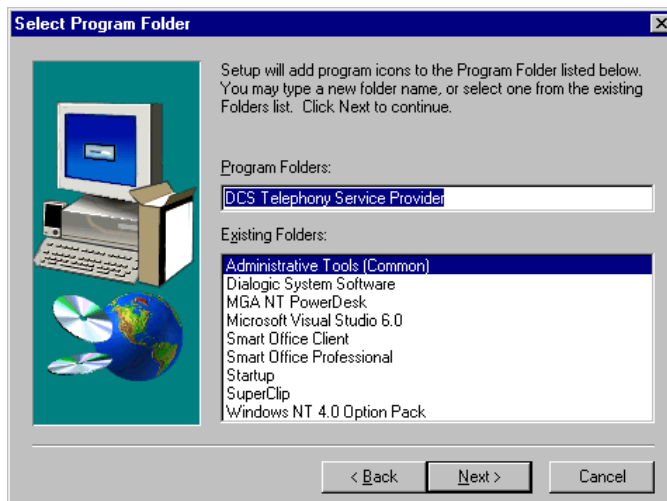 Select Program Folder
Setup will add program icons to the Program Folder listed below.
You may type a new folder name, or select one from the existing
Folders list. Click Next to continue.
Program Folders:
DCS Telephony Service Provider
Existing Folders:
Administrative Tools (Common)
Dialogic System Software
MGA NT PowerDesk
Microsoft Visual Studio 6.0
Smart Office Client
Smart Office Professional
Startup
SuperClip
Windows NT 4.0 Option Pack
< Back
Next >
Cancel